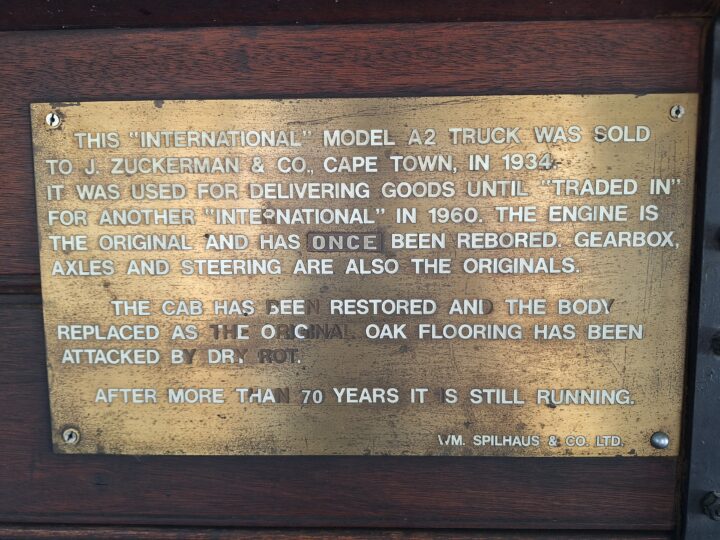 THIS "INTERNATIONAL" MODEL A2 TRUCK WAS SOLD
TO J. ZUCKERMAN & CO., CAPE TOWN, IN 1934.
IT WAS USED FOR DELIVERING GOODS UNTIL "TRADED IN"
FOR ANOTHER "INTERNATIONAL" IN 1960. THE ENGINE IS
THE ORIGINAL AND HAS ONCE BEEN REBORED. GEARBOX,
AXLES AND STEERING ARE ALSO THE ORIGINALS.
THE CAB HAS BEEN RESTORED AND THE BODY
REPLACED AS THE ORIGINAL OAK FLOORING HAS BEEN
ATTACKED BY DRY ROT.
AFTER MORE THAN 70 YEARS IT IS STILL RUNNING.
WM. SPILHAUS & CO. LTD.